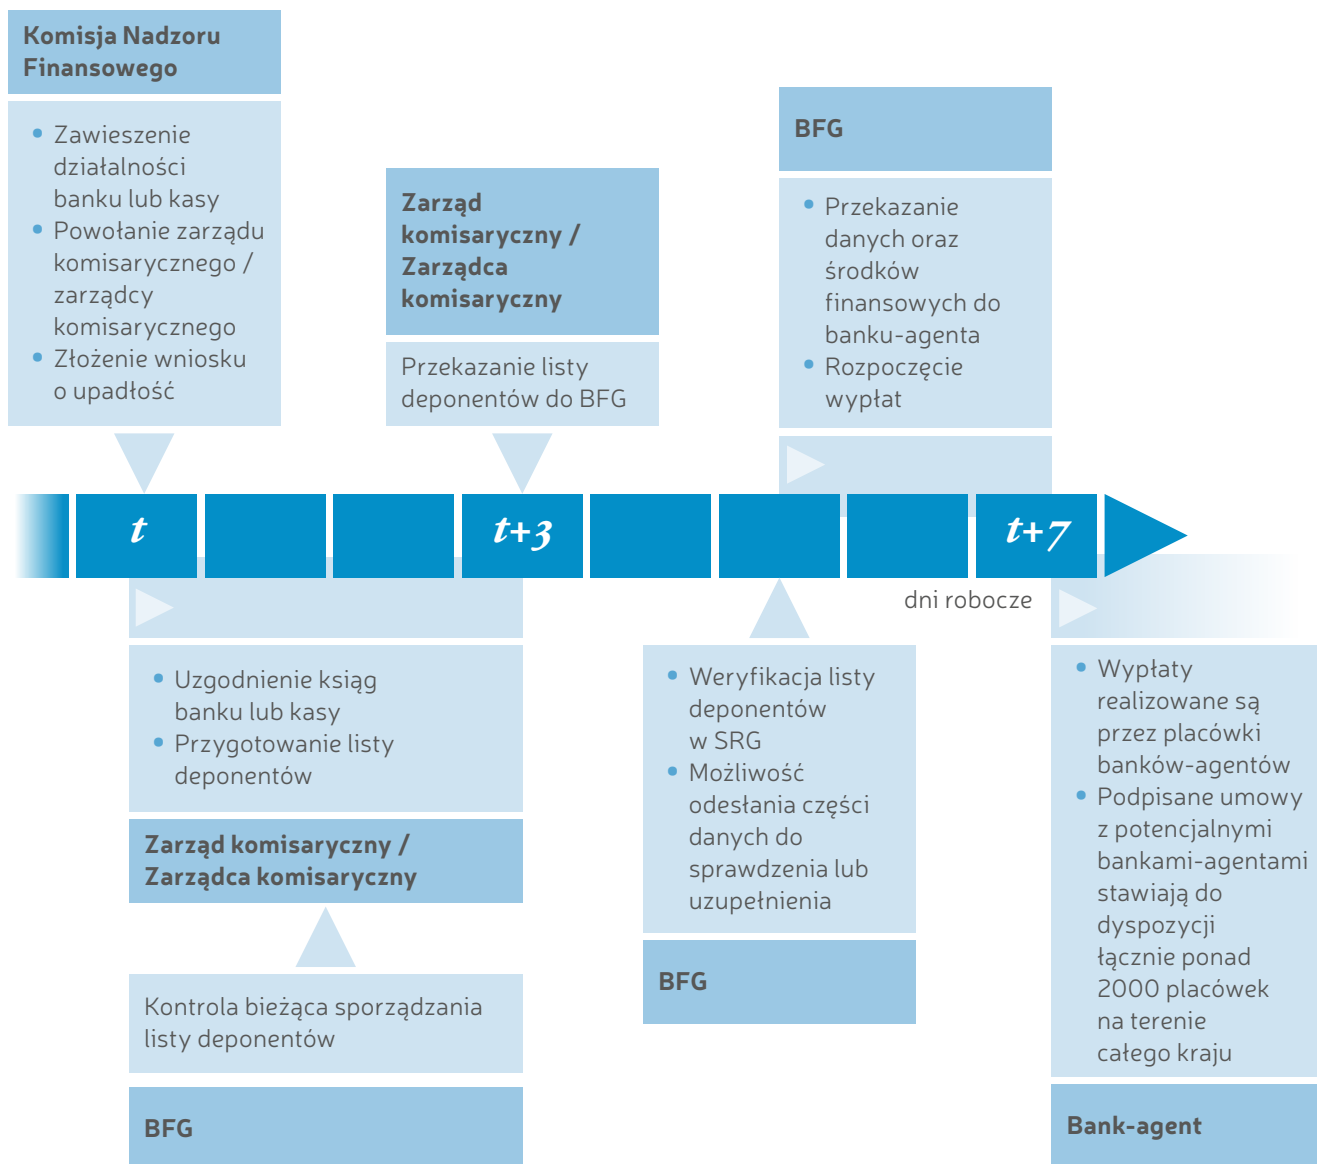 Komisja Nadzoru
Finansowego
• Zawieszenie
działalności
banku lub kasy
• Powołanie zarządu
komisarycznego /
zarządcy
komisarycznego
• Złożenie wniosku
o upadłość
Zarząd
komisaryczny /
Zarządca
komisaryczny
Przekazanie listy
deponentów do BFG
BFG
• Przekazanie
danych oraz
środków
finansowych do
banku-agenta
• Rozpoczęcie
wypłat
t
t+3
t+7
dni robocze
• Uzgodnienie ksiąg
banku lub kasy
• Przygotowanie listy
deponentów
Zarząd komisaryczny /
Zarządca komisaryczny
Kontrola bieżąca sporządzania
listy deponentów
BFG
• Weryfikacja listy
deponentów
w SRG
• Możliwość
odesłania części
danych do
sprawdzenia lub
uzupełnienia
BFG
• Wypłaty
realizowane są
przez placówki
banków-agentów
• Podpisane umowy
z potencjalnymi
bankami-agentami
stawiają do
dyspozycji
łącznie ponad
2000 placówek
na terenie
całego kraju
Bank-agent